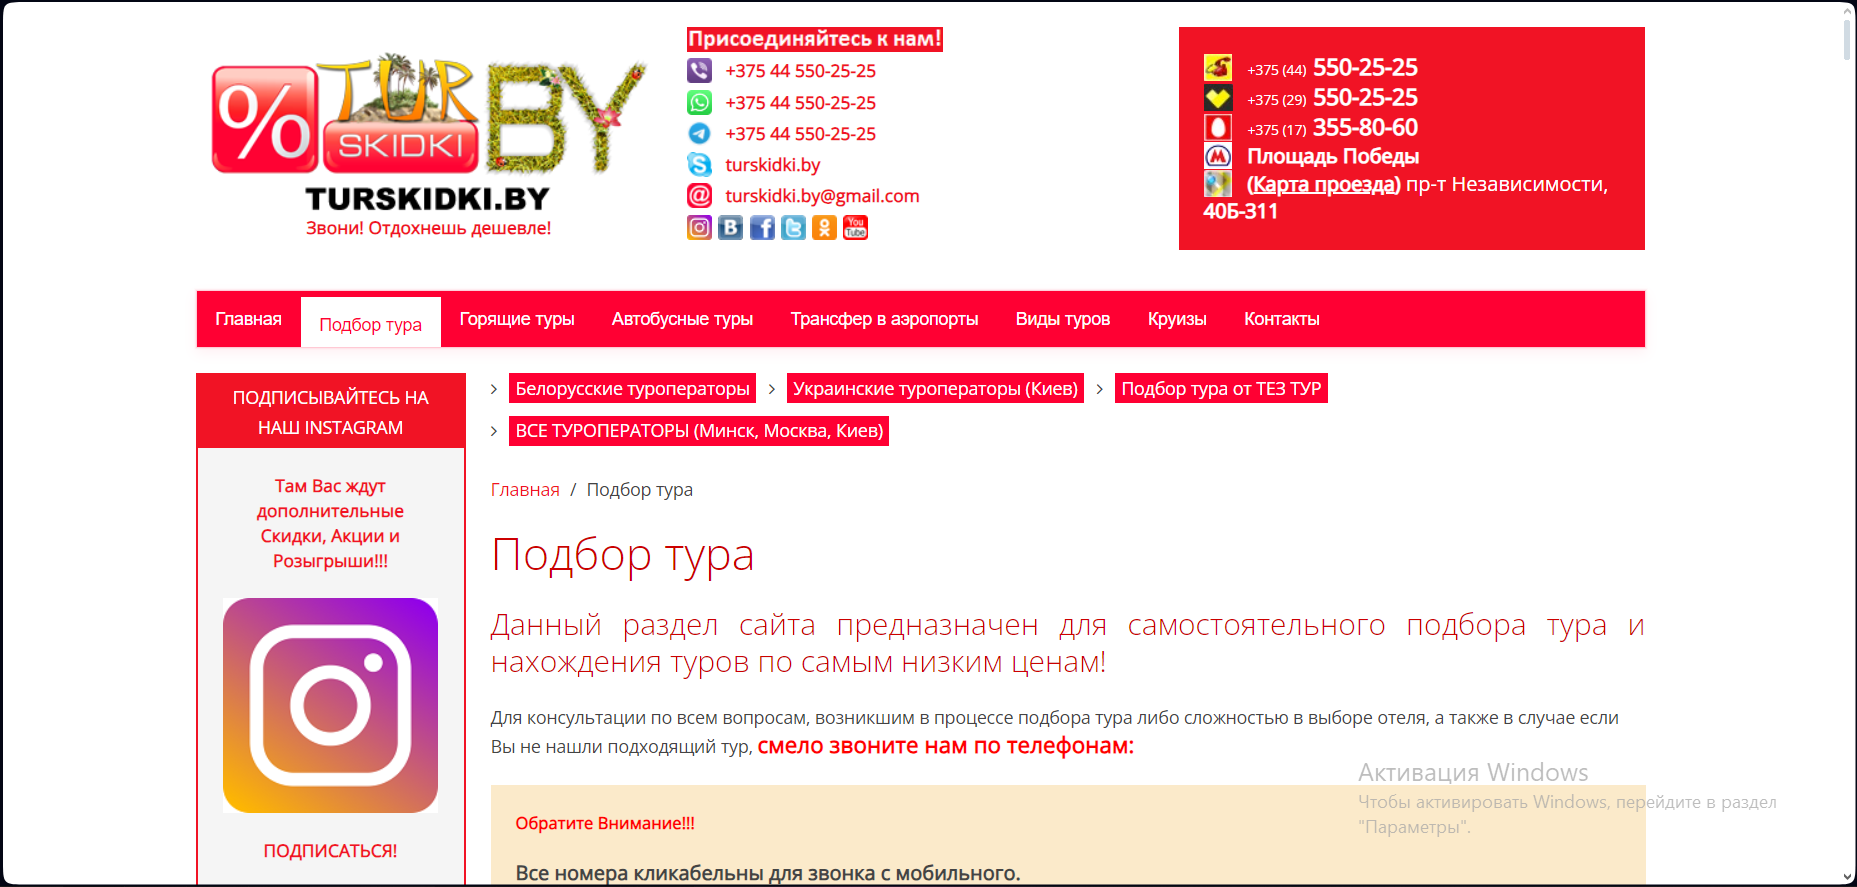 %
TUR
SKIDKI
BY
TURSKIDKI.BY
Звони! Отдохнешь дешевле!
Присоединяйтесь к нам!
+375 44 550-25-25
+375 44 550-25-25
+375 44 550-25-25
turskidki.by
turskidki.by@gmail.com
You Tube
+375 (44) 550-25-25
+375 (29) 550-25-25
+375 (17) 355-80-60
Площадь Победы
(Карта проезда) пр-т Независимости,
40Б-311
Главная Подбор тура Горящие туры Автобусные туры Трансфер в аэропорты Виды туров Круизы Контакты
ПОДПИСЫВАЙТЕСЬ НА
НАШ INSTAGRAM
Там Вас ждут
дополнительные
Скидки, Акции и
Розыгрыши!!!
ПОДПИСАТЬСЯ!
Белорусские туроператоры Украинские туроператоры (Киев) Подбор тура от ТЕЗ ТУР
ВСЕ ТУРОПЕРАТОРЫ (Минск, Москва, Киев)
Главная / Подбор тура
Подбор тура
Данный раздел сайта предназначен для самостоятельного подбора тура и
нахождения туров по самым низким ценам!
Для консультации по всем вопросам, возникшим в процессе подбора тура либо сложностью в выборе отеля, а также в случае если
Вы не нашли подходящий тур, смело звоните нам по телефонам:
Обратите Внимание!!!
Все номера кликабельны для звонка с мобильного.
Активация Windows
Чтобы активировать Windows, перейдите в раздел
"Параметры".